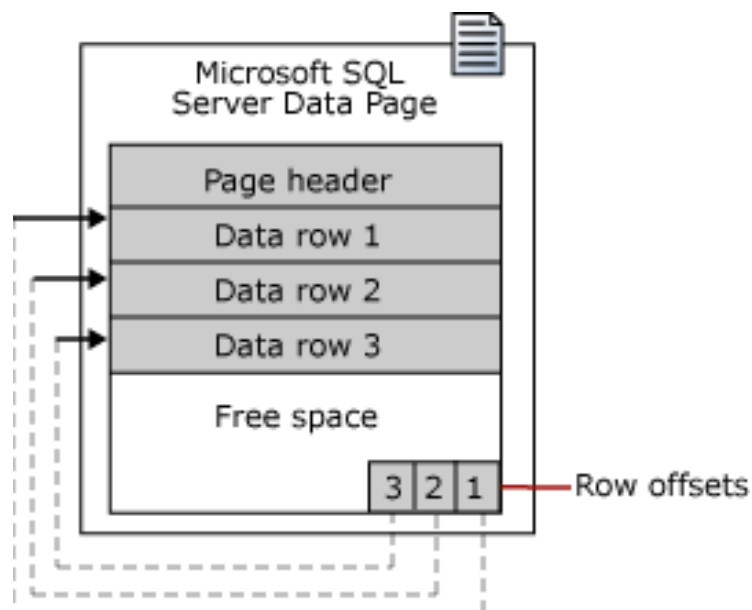 Microsoft SQL
Server Data Page
Page header
Data row 1
Data row 2
Data row 3
Free space
3 2 1
Row offsets